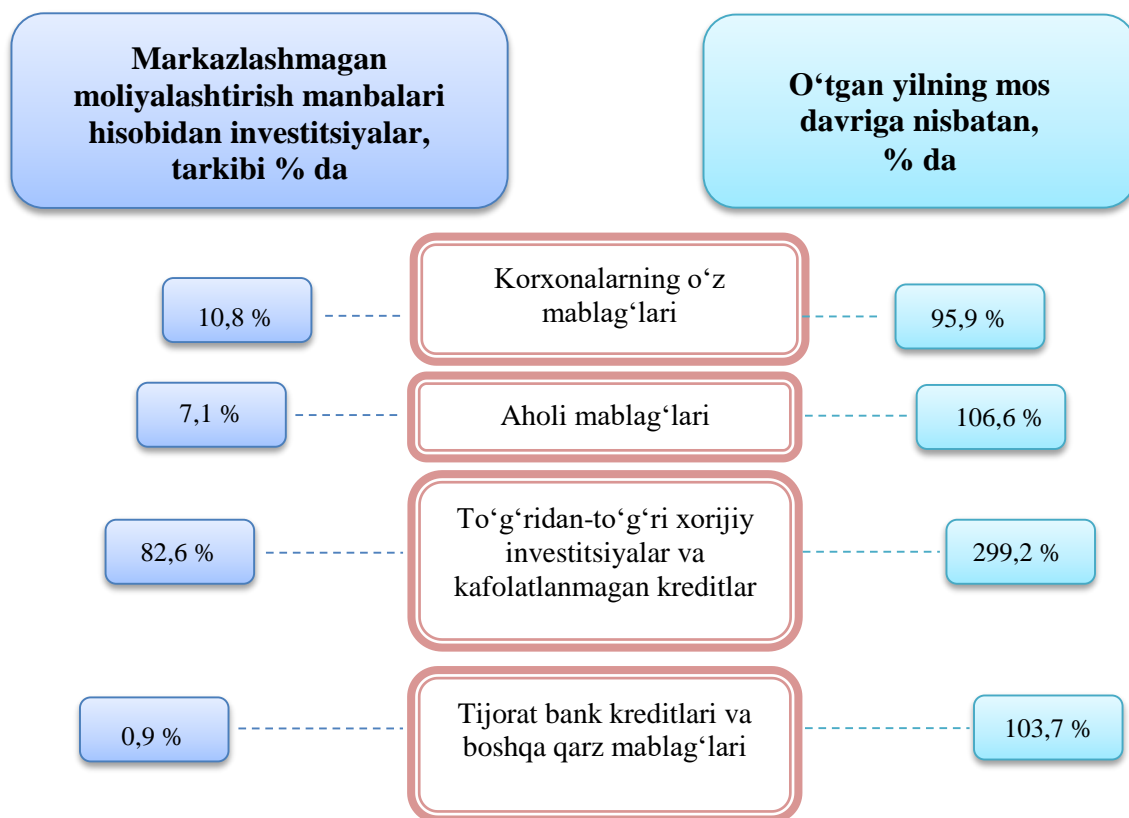 Markazlashmagan
moliyalashtirish manbalari
hisobidan investitsiyalar,
tarkibi % da
O‘tgan yilning mos
davriga nisbatan,
% da
10,8 %
Korxonalarning o‘z
mablag‘lari
95,9 %
7,1 %
Aholi mablag‘lari
106,6 %
82,6 %
To‘g‘ridan-to‘g‘ri xorijiy
investitsiyalar va
kafolatlanmagan kreditlar
299,2 %
0,9 %
Tijorat bank kreditlari va
boshqa qarz mablag‘lari
103,7 %